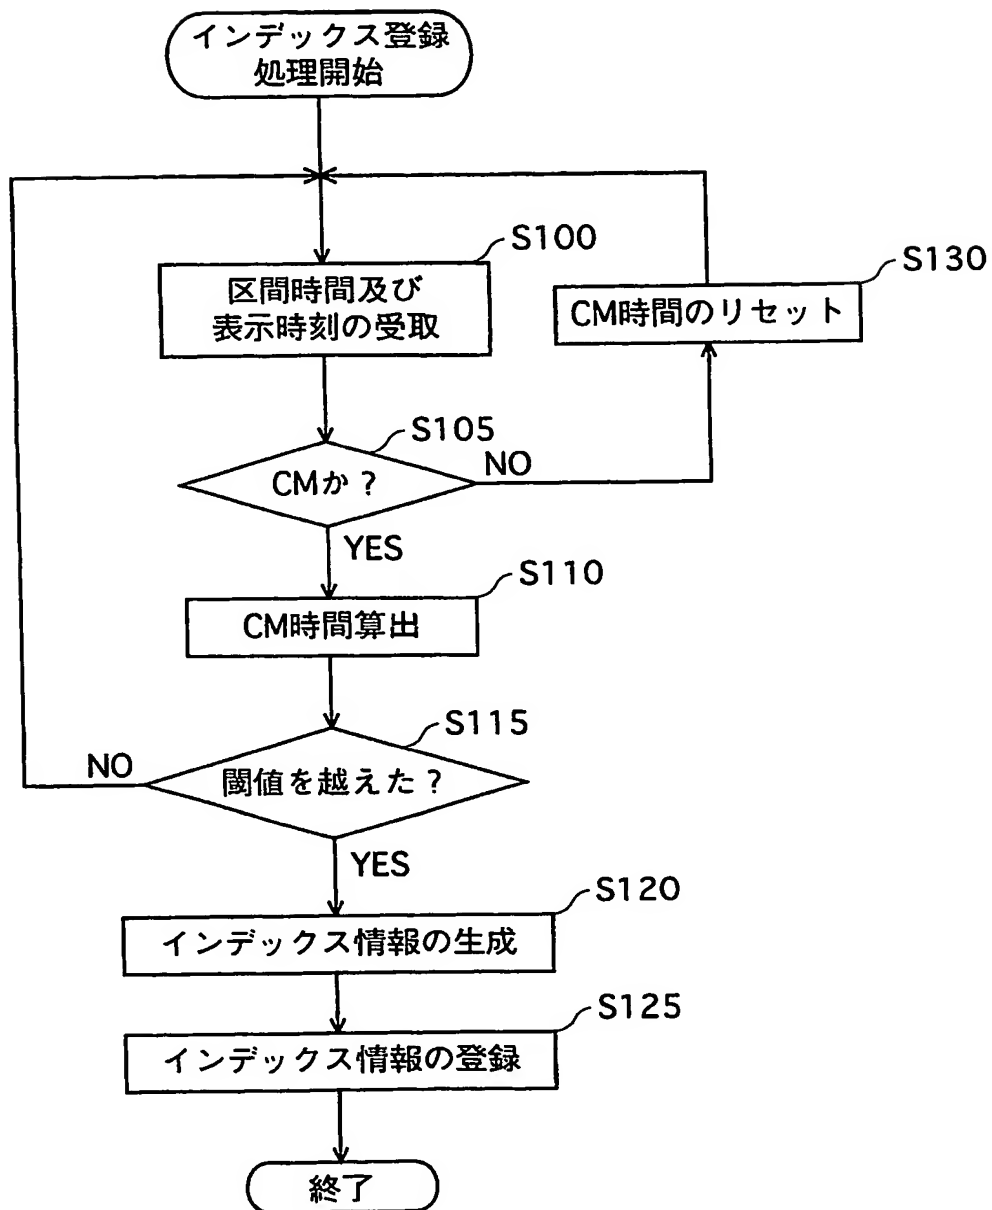 インデックス登録
処理開始
S100
区間時間及び
表示時刻の受取
S130
CM時間のリセット
S105
CMか？
NO
YES
S110
CM時間算出
S115
閾値を越えた？
NO
YES
S120
インデックス情報の生成
S125
インデックス情報の登録
終了